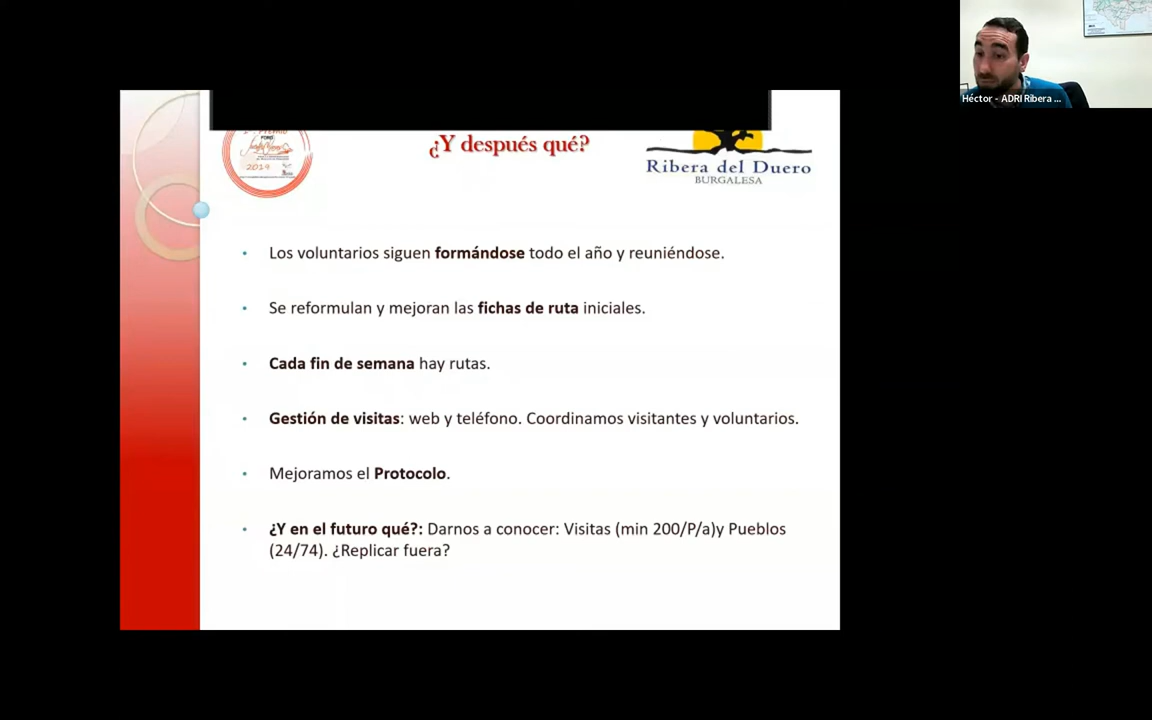 Héctor - ADRI Ribera ...
¿Y después qué?
FORO
2019
Ribera del Duero
BURGALESA
• Los voluntarios siguen formándose todo el año y reuniéndose.
• Se reformulan y mejoran las fichas de ruta iniciales.
• Cada fin de semana hay rutas.
• Gestión de visitas: web y teléfono. Coordinamos visitantes y voluntarios.
• Mejoramos el Protocolo.
• ¿Y en el futuro qué?: Darnos a conocer: Visitas (min 200/P/a)y Pueblos
(24/74). ¿Replicar fuera?